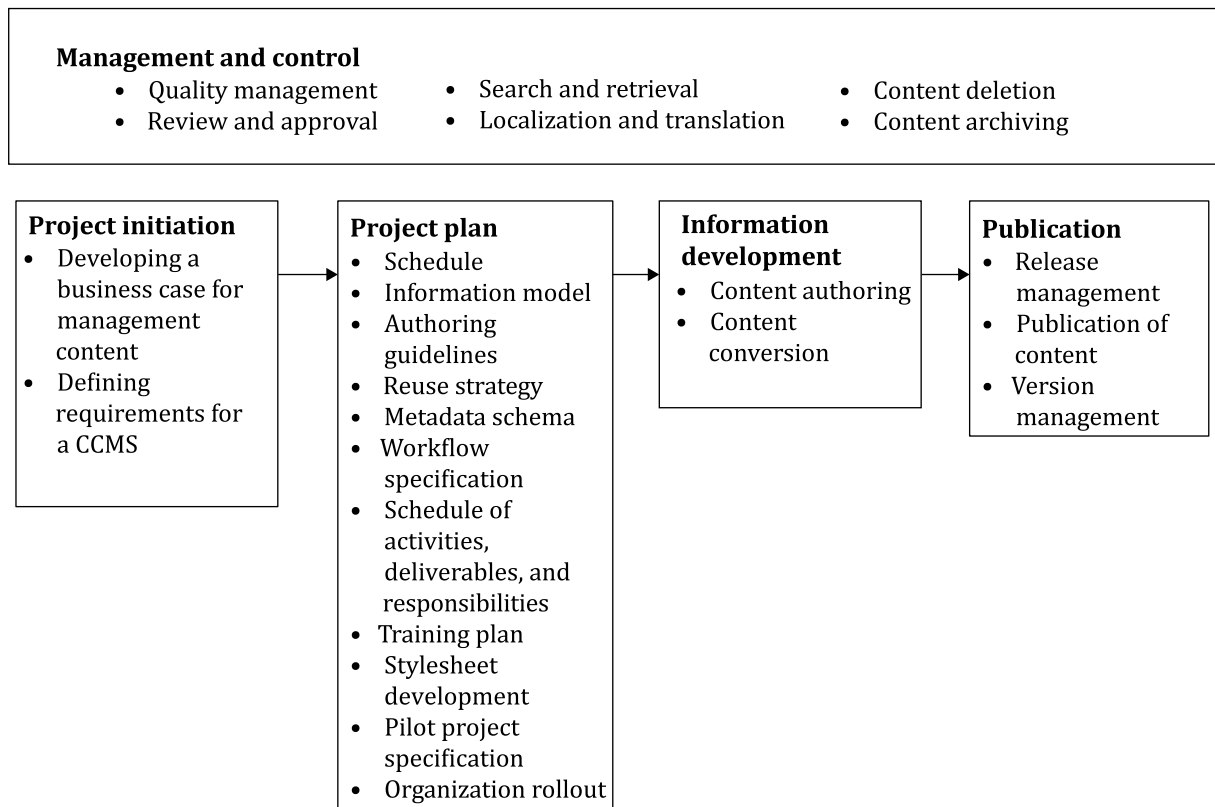 Management and control
• Quality management
• Review and approval
• Search and retrieval
• Localization and translation
• Content deletion
• Content archiving
Project initiation
• Developing a
business case for
management
content
• Defining
requirements for
a CCMS
Project plan
• Schedule
• Information model
• Authoring
guidelines
• Reuse strategy
• Metadata schema
• Workflow
specification
• Schedule of
activities,
deliverables, and
responsibilities
• Training plan
• Stylesheet
development
• Pilot project
specification
• Organization rollout
Information
development
• Content authoring
• Content
conversion
Publication
• Release
management
• Publication of
content
• Version
management